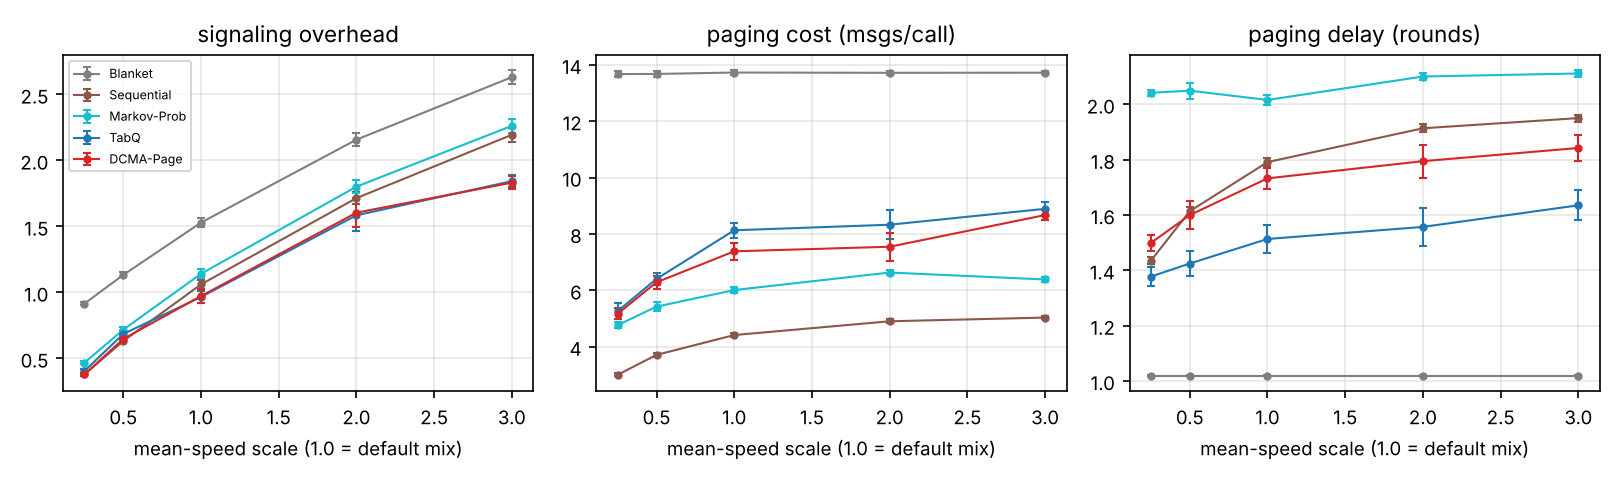 signaling overhead
2.5
2.0
1.5
1.0
0.5
Blanket
Sequential
Markov-Prob
TabQ
DCMA-Page
0.5 1.0 1.5 2.0 2.5 3.0
mean-speed scale (1.0 = default mix)
paging cost (msgs/call)
14
12
10
8
6
4
0.5 1.0 1.5 2.0 2.5 3.0
mean-speed scale (1.0 = default mix)
paging delay (rounds)
2.0
1.8
1.6
1.4
1.2
1.0
0.5 1.0 1.5 2.0 2.5 3.0
mean-speed scale (1.0 = default mix)